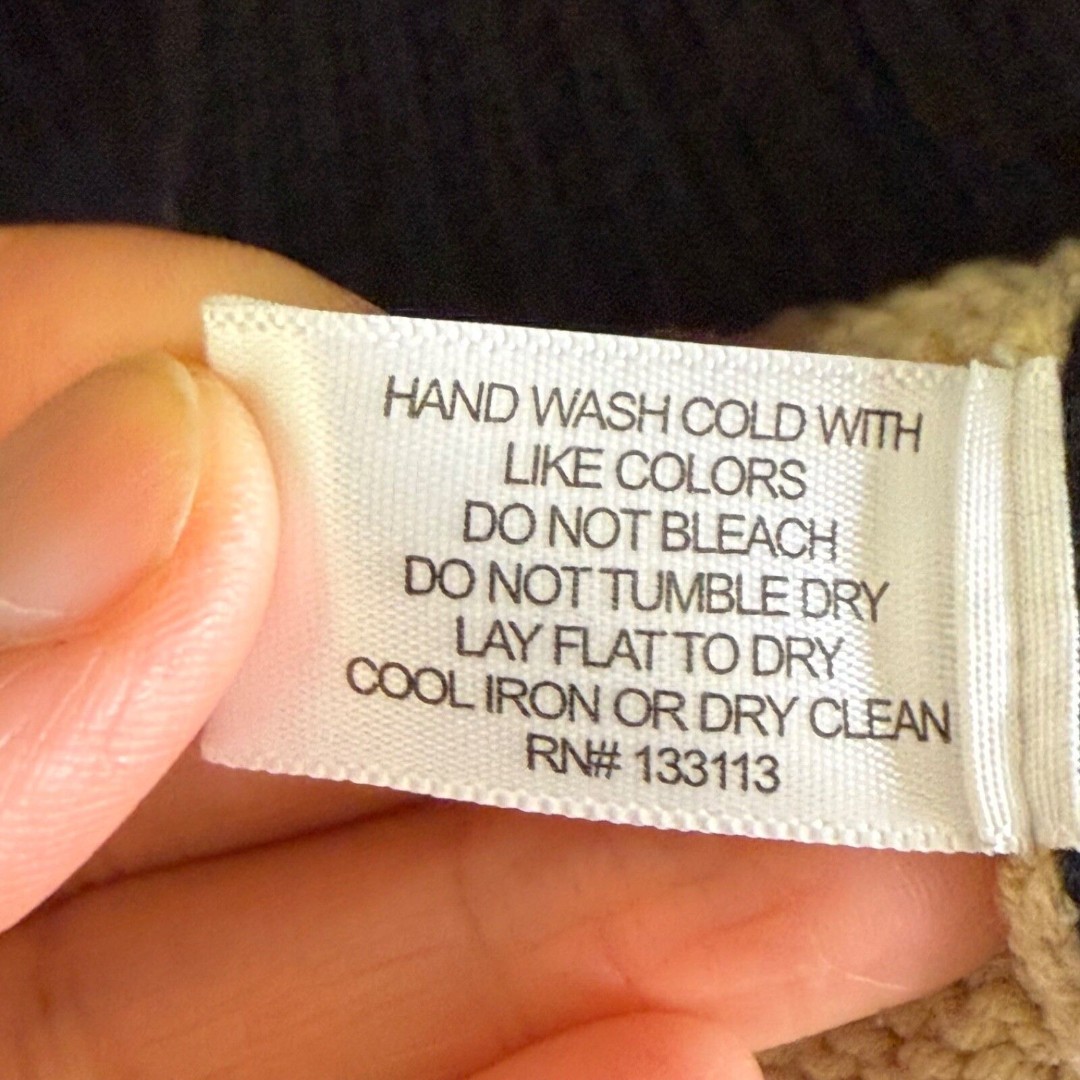 HAND WASH COLD WITH
LIKE COLORS
DO NOT BLEACH
DO NOT TUMBLE DRY
LAY FLAT TO DRY
COOL IRON OR DRY CLEAN
RN# 133113